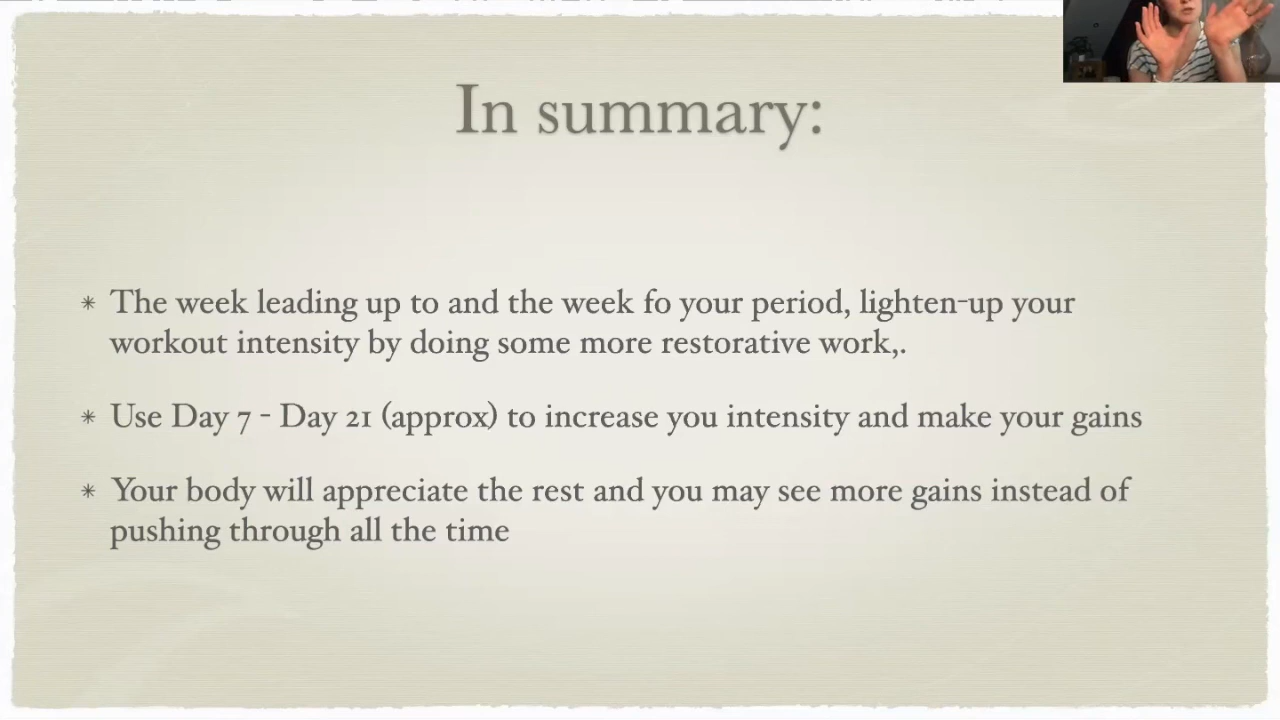 In summary:
* The week leading up to and the week fo your period, lighten-up your
workout intensity by doing some more restorative work,.
* Use Day 7 - Day 21 (approx) to increase you intensity and make your gains
* Your body will appreciate the rest and you may see more gains instead of
pushing through all the time